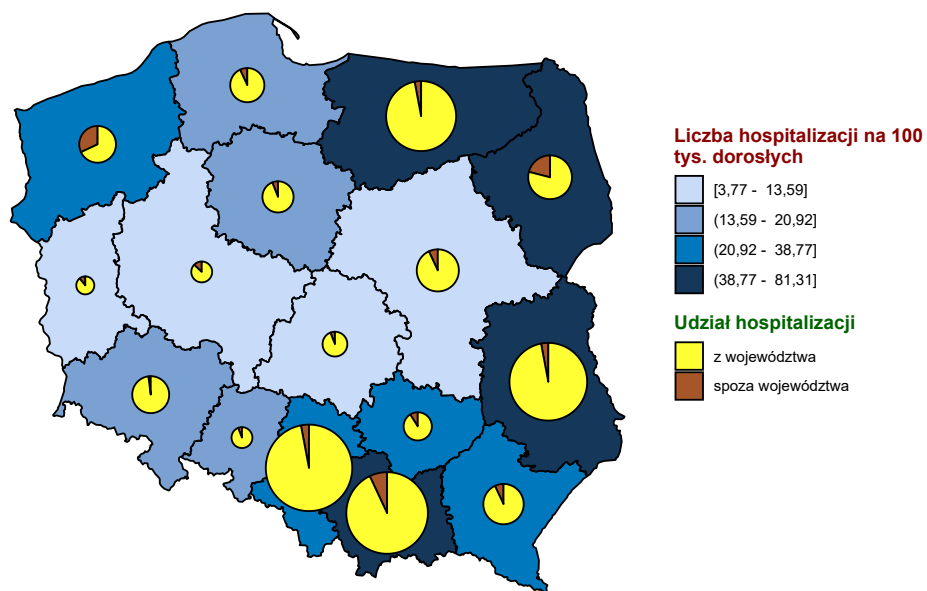 Liczba hospitalizacji na 100
tys. dorosłych
[3,77 - 13,59]
(13,59 - 20,92]
(20,92 - 38,77]
(38,77 - 81,31]
Udział hospitalizacji
z województwa
spoza województwa